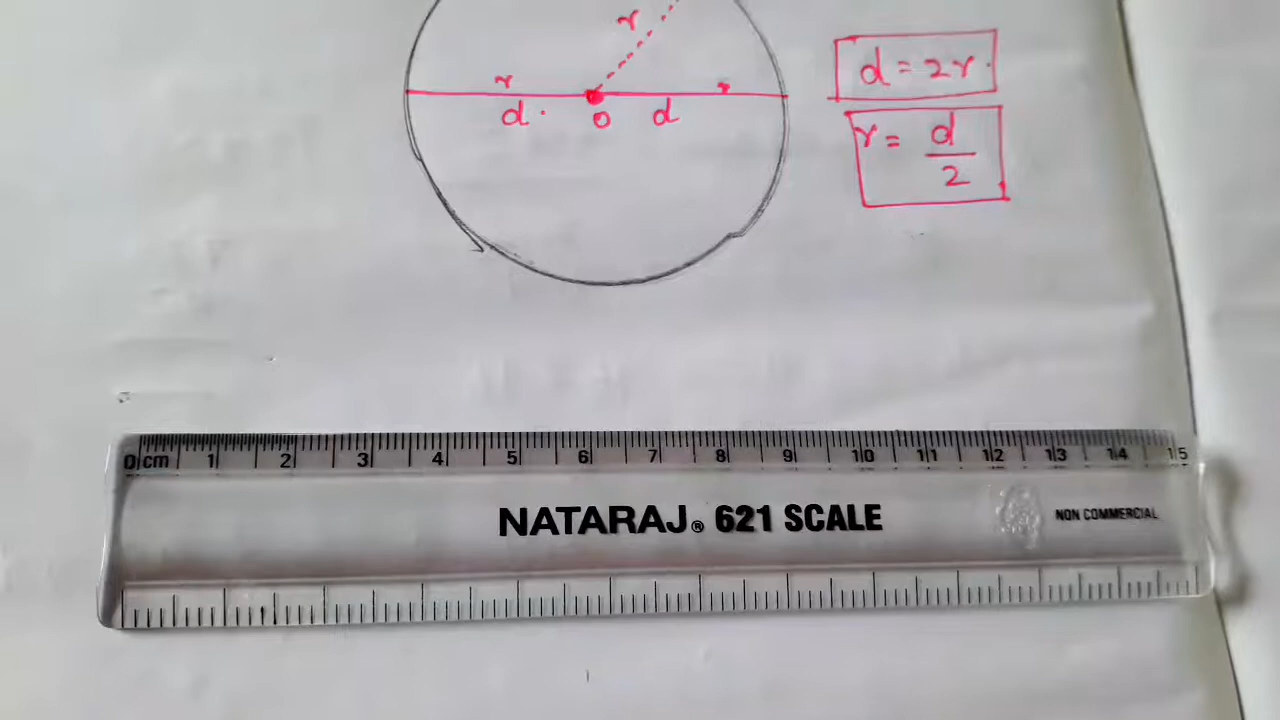 r
r r
d . o d
d = 2r.
r = d/2
0 cm 1 2 3 4 5 6 7 8 9 10 11 12 13 14 15
NATARAJ® 621 SCALE
NON COMMERCIAL